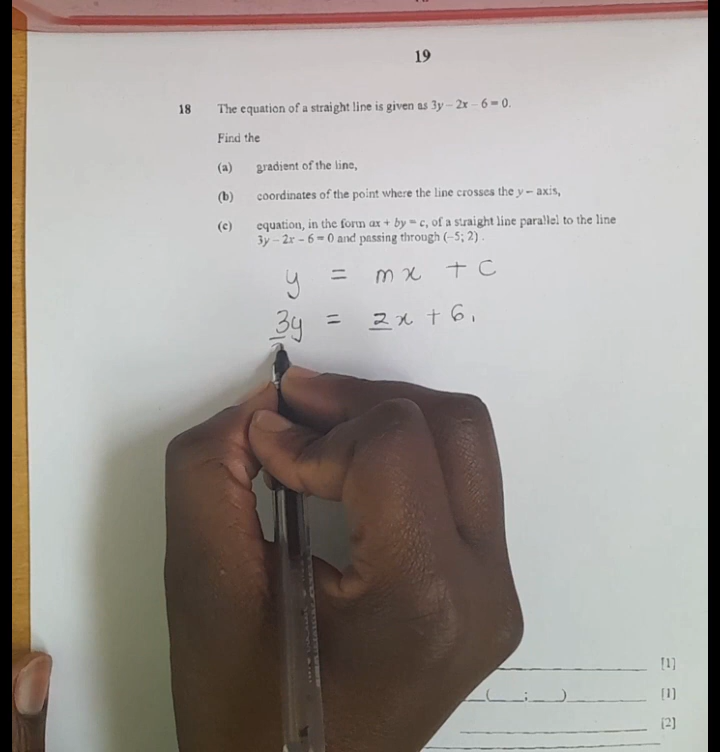 19
18 The equation of a straight line is given as 3y – 2x – 6 = 0.
Find the
(a) gradient of the line,
(b) coordinates of the point where the line crosses the y – axis,
(c) equation, in the form ax + by = c, of a straight line parallel to the line
3y – 2x – 6 = 0 and passing through (–5; 2).
y = mx + c
3y = 2x + 6.
[1]
( ; ) [1]
[2]